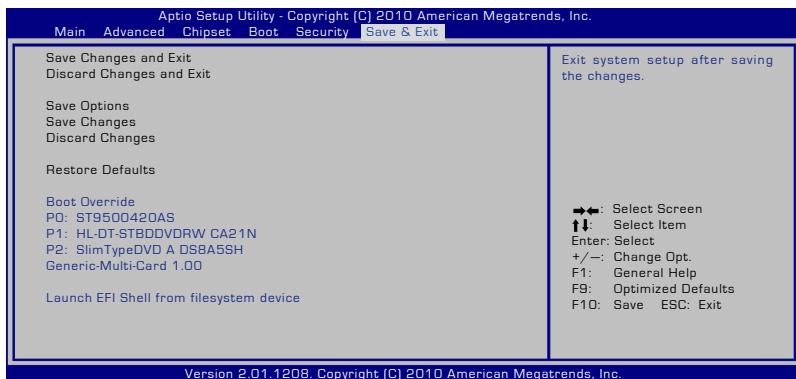 Aptio Setup Utility - Copyright (C) 2010 American Megatrends, Inc.
Main Advanced Chipset Boot Security Save & Exit
Save Changes and Exit
Discard Changes and Exit
Save Options
Save Changes
Discard Changes
Restore Defaults
Boot Override
P0: ST9500420AS
P1: HL-DT-STBDDVDRW CA21N
P2: SlimTypeDVD A DS8A5SH
Generic-Multi-Card 1.00
Launch EFI Shell from filesystem device
Exit system setup after saving
the changes.
→←: Select Screen
↑↓: Select Item
Enter: Select
+/—: Change Opt.
F1: General Help
F9: Optimized Defaults
F10: Save ESC: Exit
Version 2.01.1208. Copyright (C) 2010 American Megatrends, Inc.